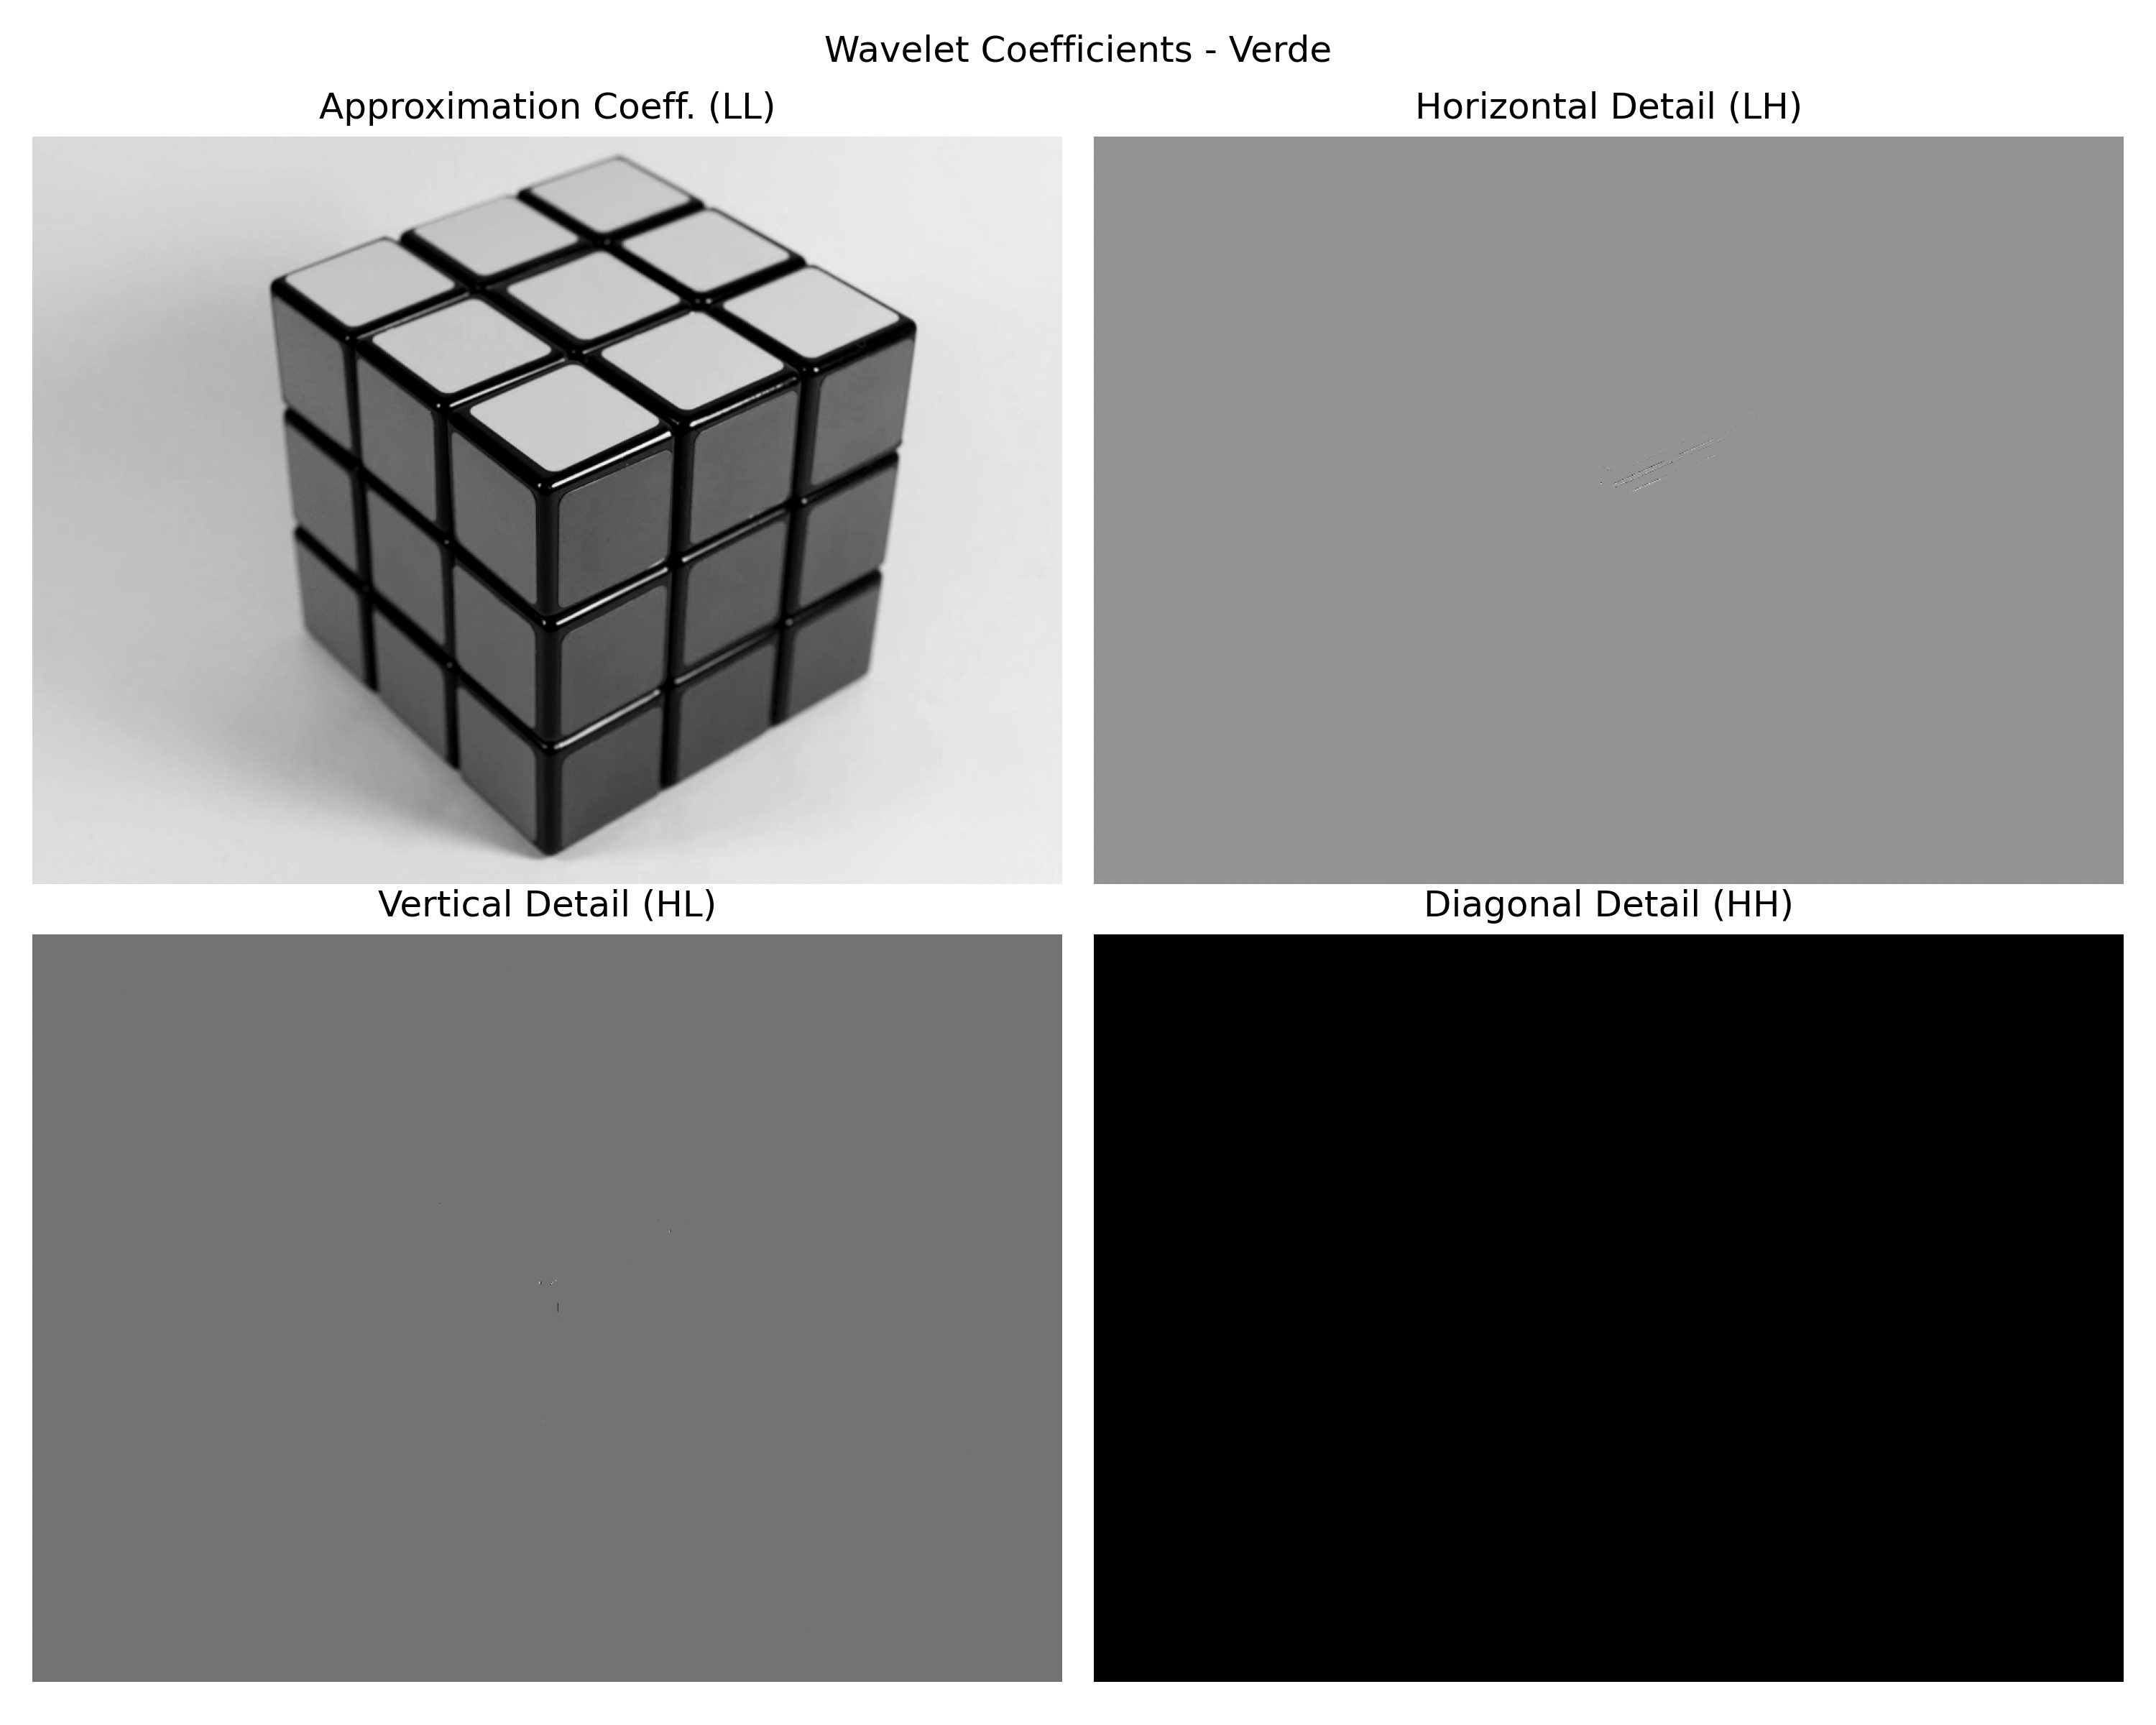 Wavelet Coefficients - Verde
Approximation Coeff. (LL)
Horizontal Detail (LH)
Vertical Detail (HL)
Diagonal Detail (HH)